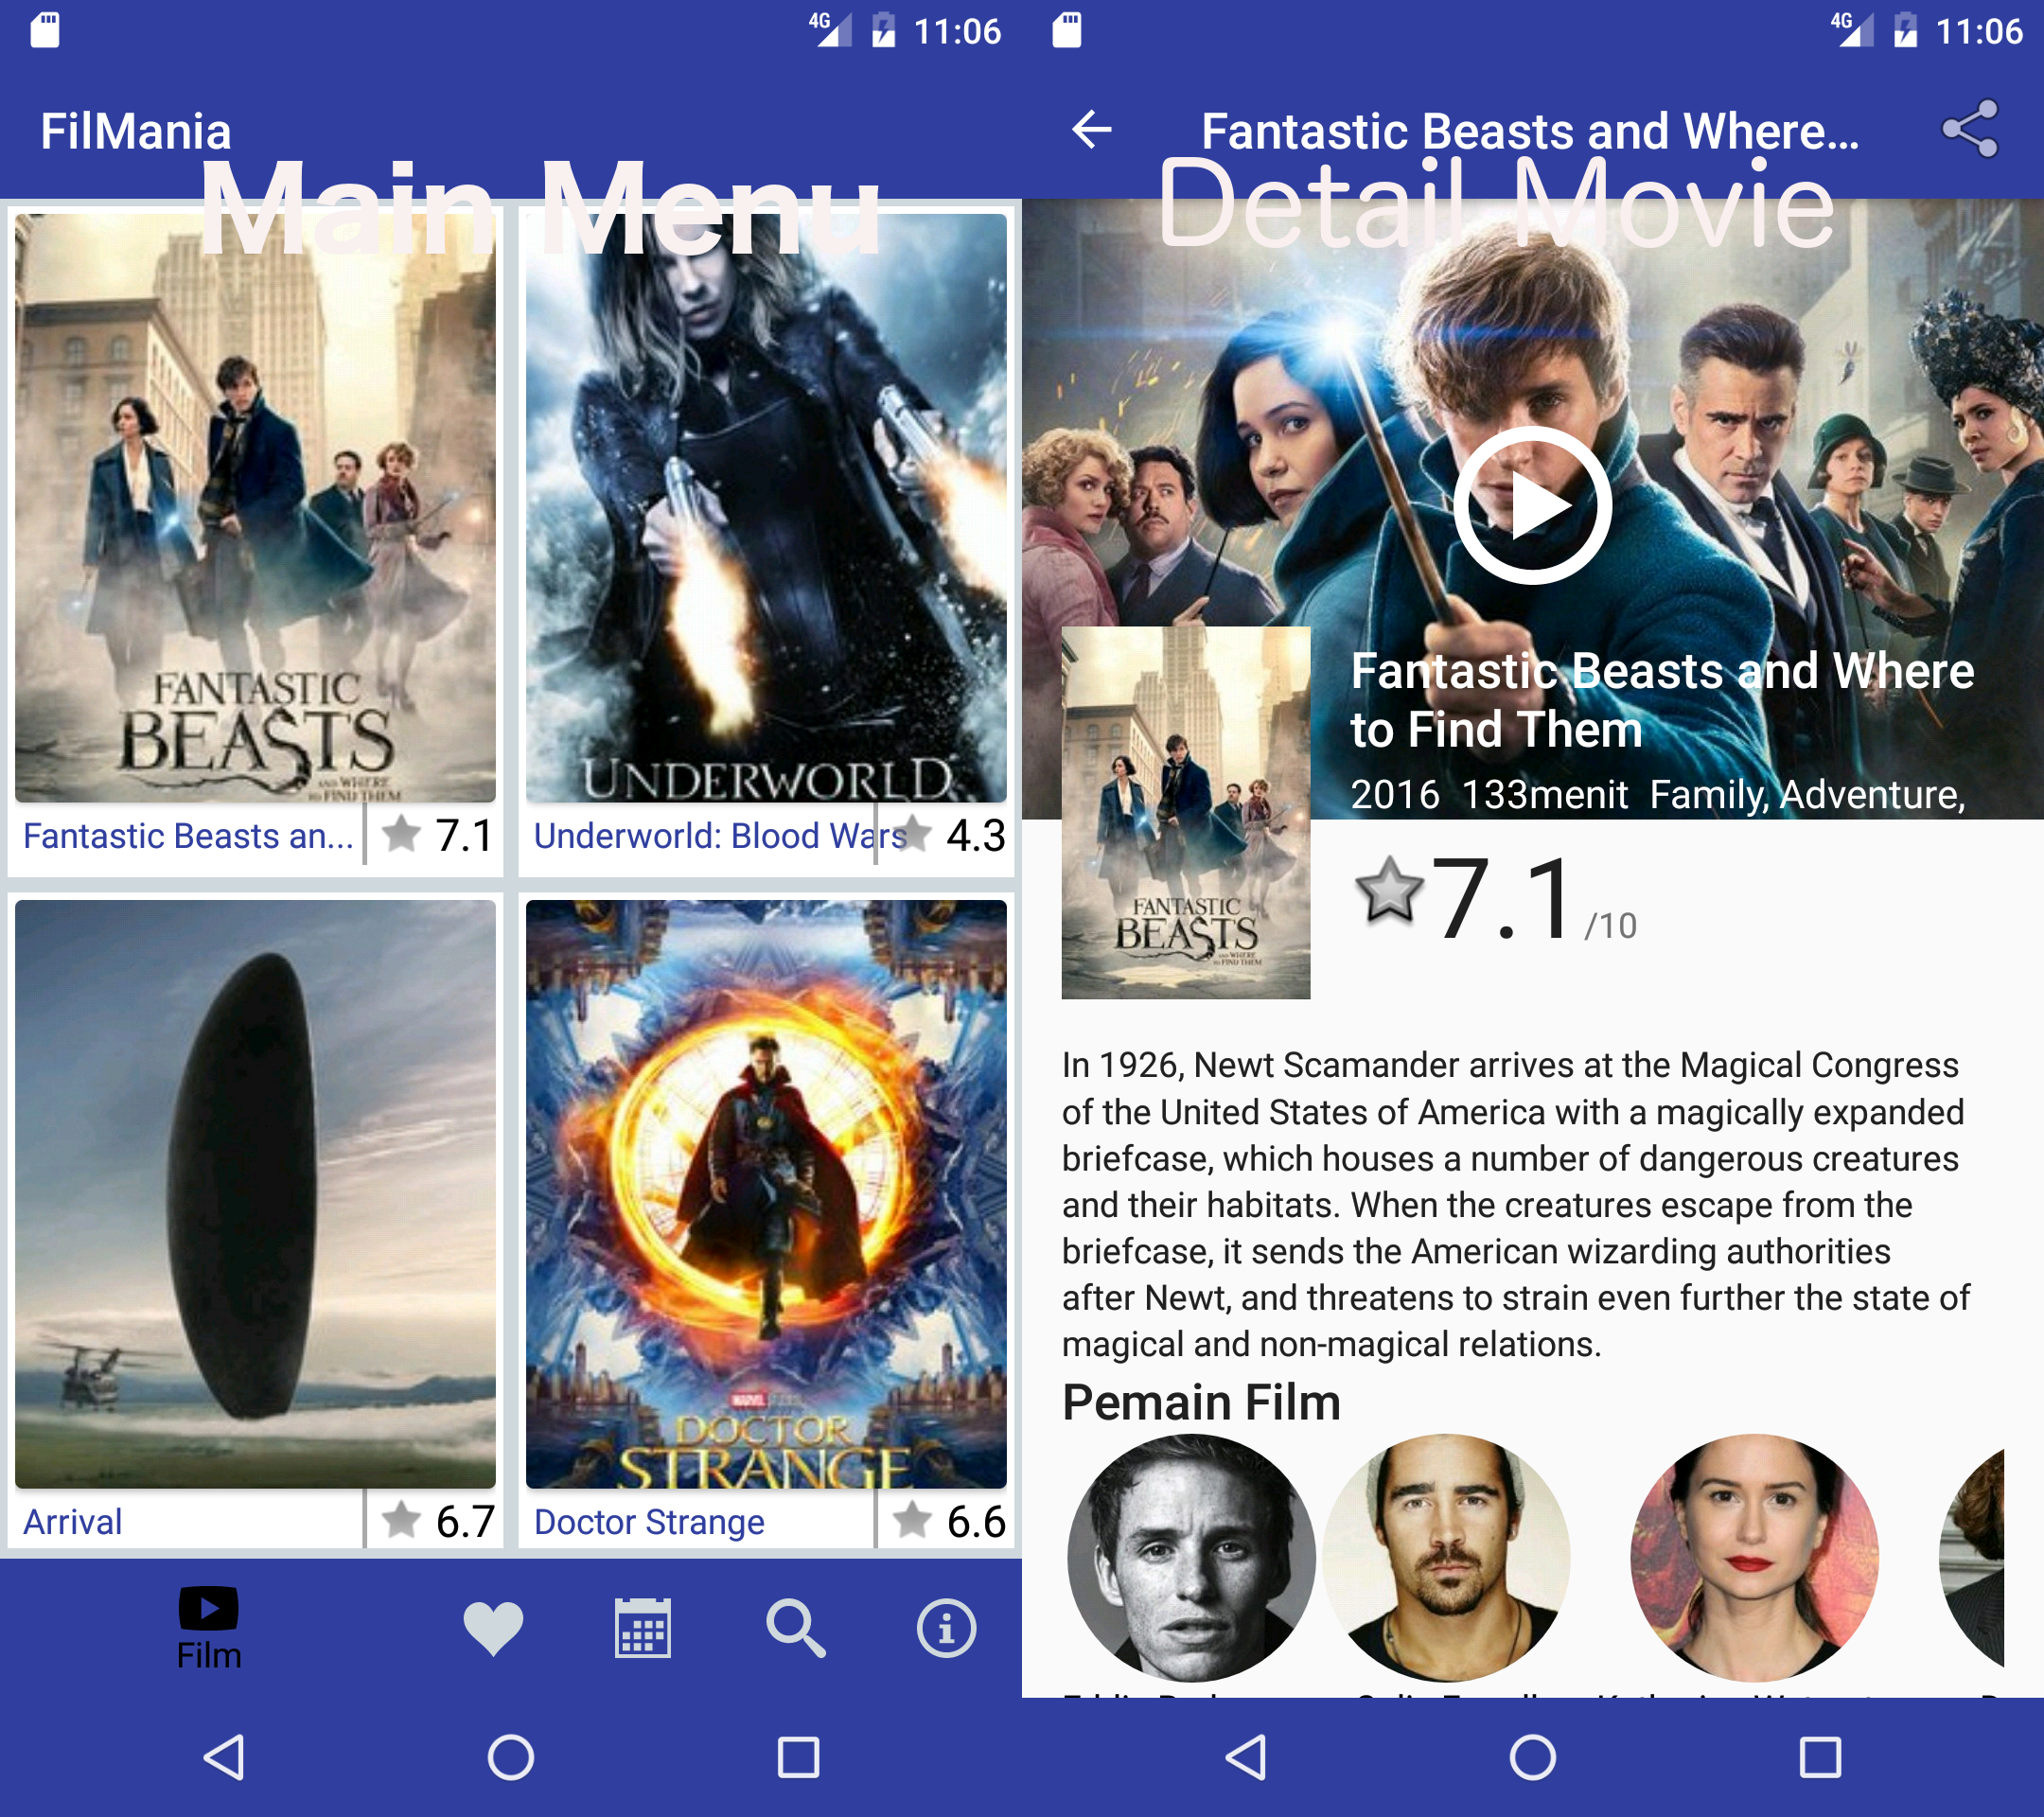 4G 11:06
FilMania
Main Menu
FANTASTIC
BEASTS
AND WHERE
TO FIND THEM
Fantastic Beasts an... 7.1
UNDERWORLD
Underworld: Blood Wars 4.3
Arrival 6.7
MARVEL
DOCTOR
STRANGE
Doctor Strange 6.6
Film
4G 11:06
Fantastic Beasts and Where...
Detail Movie
Fantastic Beasts and Where
to Find Them
2016 133menit Family, Adventure,
FANTASTIC
BEASTS
AND WHERE
TO FIND THEM
7.1 /10
In 1926, Newt Scamander arrives at the Magical Congress
of the United States of America with a magically expanded
briefcase, which houses a number of dangerous creatures
and their habitats. When the creatures escape from the
briefcase, it sends the American wizarding authorities
after Newt, and threatens to strain even further the state of
magical and non-magical relations.
Pemain Film